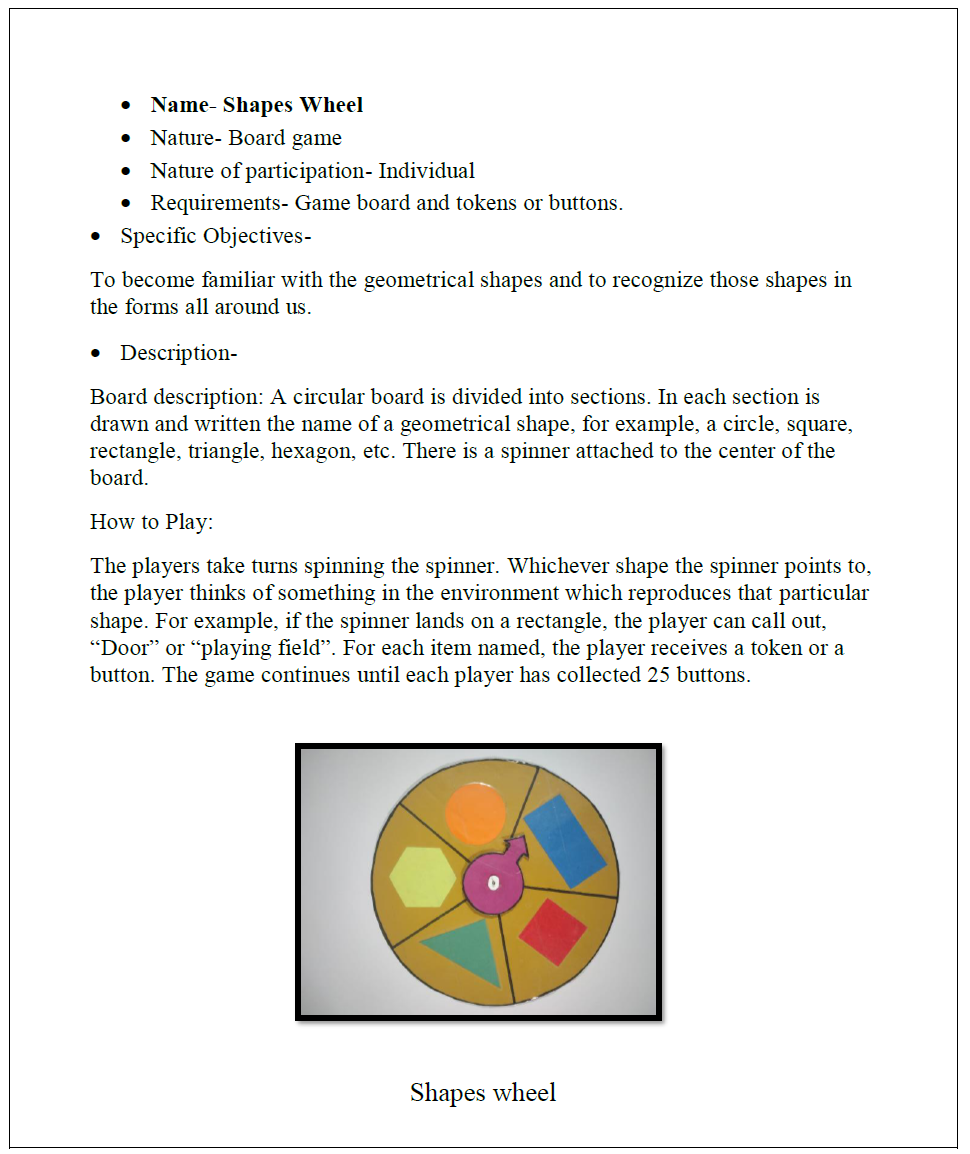 • Name- Shapes Wheel
• Nature- Board game
• Nature of participation- Individual
• Requirements- Game board and tokens or buttons.
• Specific Objectives-
To become familiar with the geometrical shapes and to recognize those shapes in
the forms all around us.
• Description-
Board description: A circular board is divided into sections. In each section is
drawn and written the name of a geometrical shape, for example, a circle, square,
rectangle, triangle, hexagon, etc. There is a spinner attached to the center of the
board.
How to Play:
The players take turns spinning the spinner. Whichever shape the spinner points to,
the player thinks of something in the environment which reproduces that particular
shape. For example, if the spinner lands on a rectangle, the player can call out,
“Door” or “playing field”. For each item named, the player receives a token or a
button. The game continues until each player has collected 25 buttons.
Shapes wheel